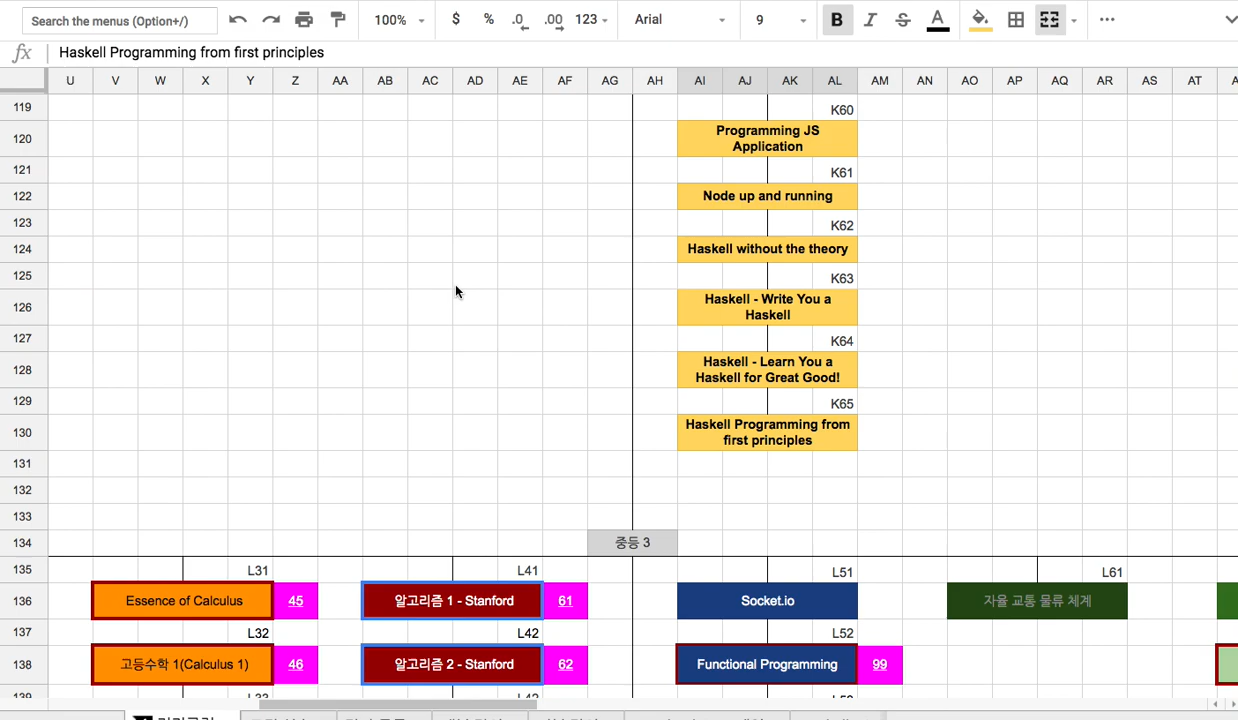 Search the menus (Option+/) 100% $ % .0 .00 123 Arial 9 B I S A
fx Haskell Programming from first principles
U V W X Y Z AA AB AC AD AE AF AG AH AI AJ AK AL AM AN AO AP AQ AR AS AT
119 K60
120 Programming JS
Application
121 K61
122 Node up and running
123 K62
124 Haskell without the theory
125 K63
126 Haskell - Write You a
Haskell
127 K64
128 Haskell - Learn You a
Haskell for Great Good!
129 K65
130 Haskell Programming from
first principles
131
132
133
134 중등 3
135 L31 L41 L51 L61
136 Essence of Calculus 45 알고리즘 1 - Stanford 61 Socket.io 자율 교통 물류 체계
137 L32 L42 L52
138 고등수학 1(Calculus 1) 46 알고리즘 2 - Stanford 62 Functional Programming 99